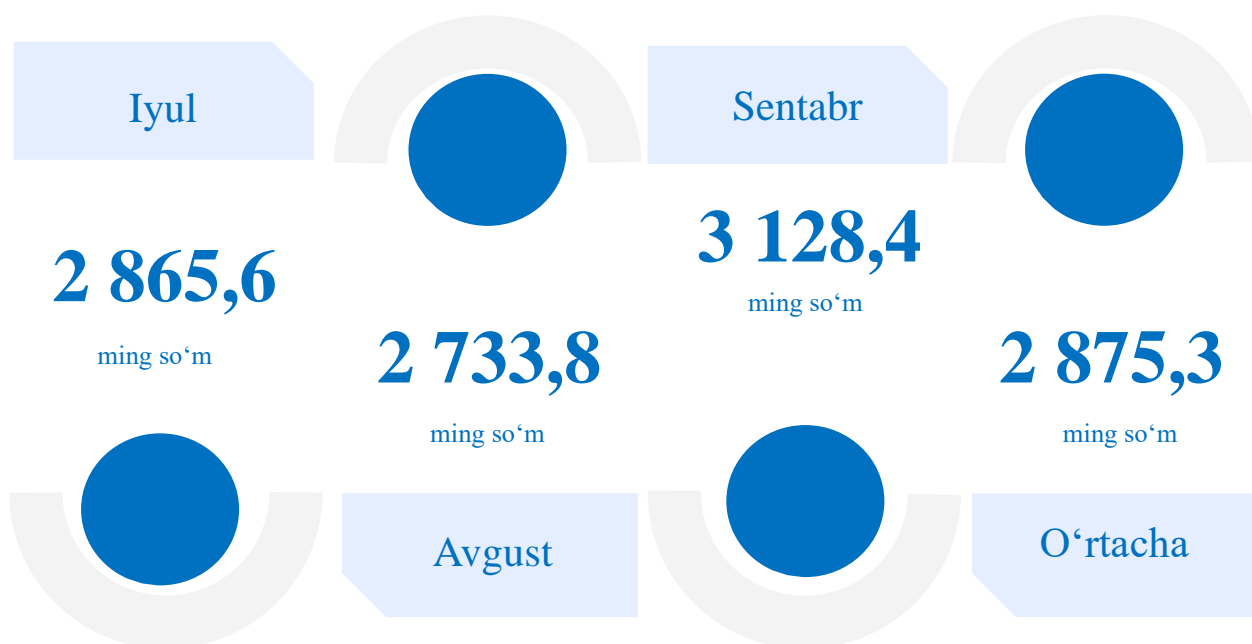 Iyul
2 865,6
ming so‘m
2 733,8
ming so‘m
Avgust
Sentabr
3 128,4
ming so‘m
2 875,3
ming so‘m
O‘rtacha